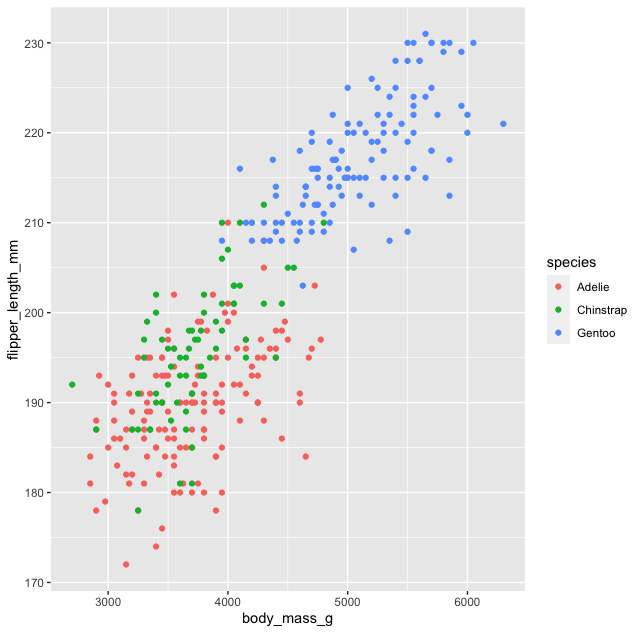 230
220
210
200
190
180
170
flipper_length_mm
3000 4000 5000 6000
body_mass_g
species
Adelie
Chinstrap
Gentoo